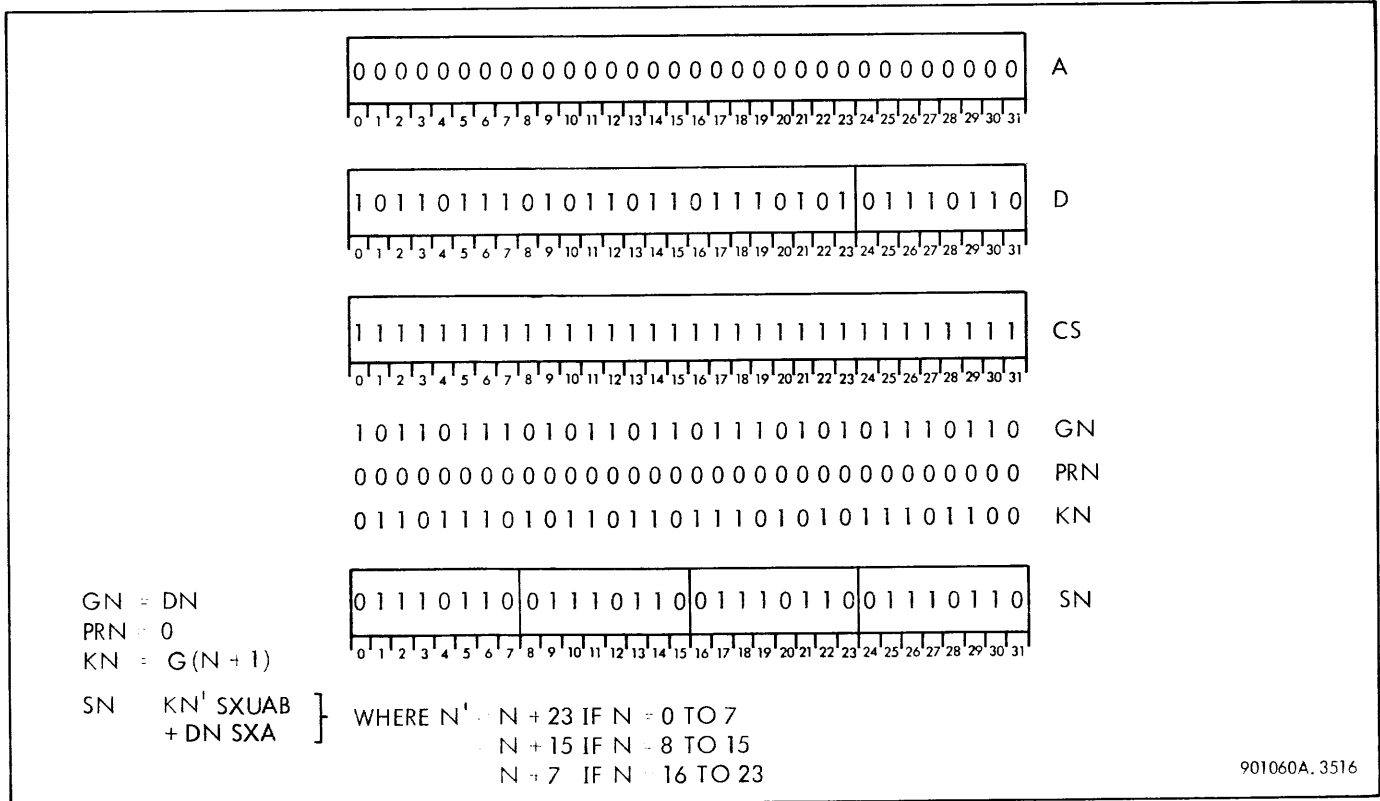 0 0 0 0 0 0 0 0 0 0 0 0 0 0 0 0 0 0 0 0 0 0 0 0 0 0 0 0 0 0 0 0 A
0 1 2 3 4 5 6 7 8 9 10 11 12 13 14 15 16 17 18 19 20 21 22 23 24 25 26 27 28 29 30 31
1 0 1 1 0 1 1 1 0 1 0 1 1 0 1 1 0 1 1 1 0 1 0 1 0 1 1 1 0 1 1 0 D
0 1 2 3 4 5 6 7 8 9 10 11 12 13 14 15 16 17 18 19 20 21 22 23 24 25 26 27 28 29 30 31
1 1 1 1 1 1 1 1 1 1 1 1 1 1 1 1 1 1 1 1 1 1 1 1 1 1 1 1 1 1 1 1 CS
0 1 2 3 4 5 6 7 8 9 10 11 12 13 14 15 16 17 18 19 20 21 22 23 24 25 26 27 28 29 30 31
1 0 1 1 0 1 1 1 0 1 0 1 1 0 1 1 0 1 1 1 0 1 0 1 0 1 1 1 0 1 1 0 GN
0 0 0 0 0 0 0 0 0 0 0 0 0 0 0 0 0 0 0 0 0 0 0 0 0 0 0 0 0 0 0 0 PRN
0 1 1 0 1 1 1 0 1 0 1 1 0 1 1 0 1 1 1 0 1 0 1 0 1 1 1 0 1 1 0 0 KN
0 1 1 1 0 1 1 0 0 1 1 1 0 1 1 0 0 1 1 1 0 1 1 0 0 1 1 1 0 1 1 0 SN
0 1 2 3 4 5 6 7 8 9 10 11 12 13 14 15 16 17 18 19 20 21 22 23 24 25 26 27 28 29 30 31
GN = DN
PRN = 0
KN = G(N + 1)
SN KN' SXUAB
+ DN SXA
WHERE N' N + 23 IF N = 0 TO 7
N + 15 IF N = 8 TO 15
N + 7 IF N 16 TO 23
901060A.3516